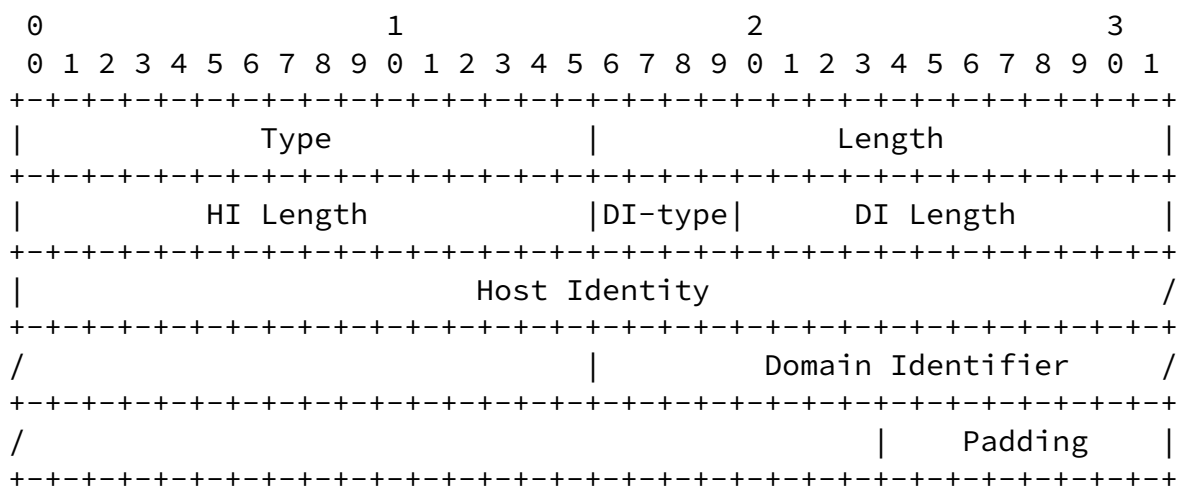 0                   1                   2                   3
 0 1 2 3 4 5 6 7 8 9 0 1 2 3 4 5 6 7 8 9 0 1 2 3 4 5 6 7 8 9 0 1
+-+-+-+-+-+-+-+-+-+-+-+-+-+-+-+-+-+-+-+-+-+-+-+-+-+-+-+-+-+-+-+-+
|             Type              |             Length            |
+-+-+-+-+-+-+-+-+-+-+-+-+-+-+-+-+-+-+-+-+-+-+-+-+-+-+-+-+-+-+-+-+
|          HI Length            |DI-type|      DI Length        |
+-+-+-+-+-+-+-+-+-+-+-+-+-+-+-+-+-+-+-+-+-+-+-+-+-+-+-+-+-+-+-+-+
|                         Host Identity                         /
+-+-+-+-+-+-+-+-+-+-+-+-+-+-+-+-+-+-+-+-+-+-+-+-+-+-+-+-+-+-+-+-+
/                               |         Domain Identifier     /
+-+-+-+-+-+-+-+-+-+-+-+-+-+-+-+-+-+-+-+-+-+-+-+-+-+-+-+-+-+-+-+-+
/                                               |    Padding    |
+-+-+-+-+-+-+-+-+-+-+-+-+-+-+-+-+-+-+-+-+-+-+-+-+-+-+-+-+-+-+-+-+